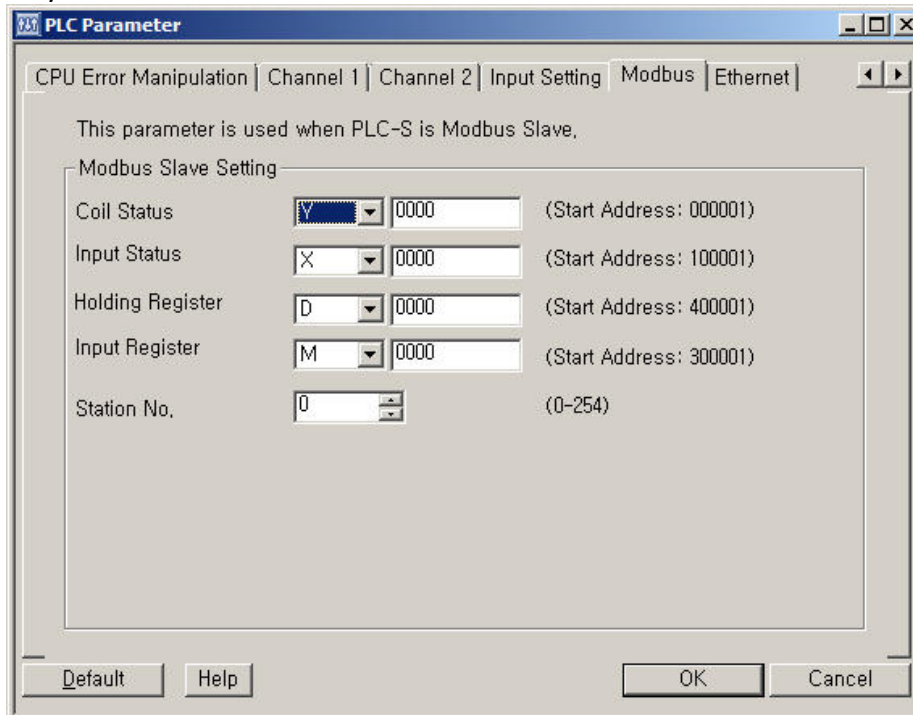 PLC Parameter
CPU Error Manipulation Channel 1 Channel 2 Input Setting Modbus Ethernet
This parameter is used when PLC-S is Modbus Slave,
Modbus Slave Setting
Coil Status Y 0000 (Start Address: 000001)
Input Status X 0000 (Start Address: 100001)
Holding Register D 0000 (Start Address: 400001)
Input Register M 0000 (Start Address: 300001)
Station No, 0 (0-254)
Default Help OK Cancel